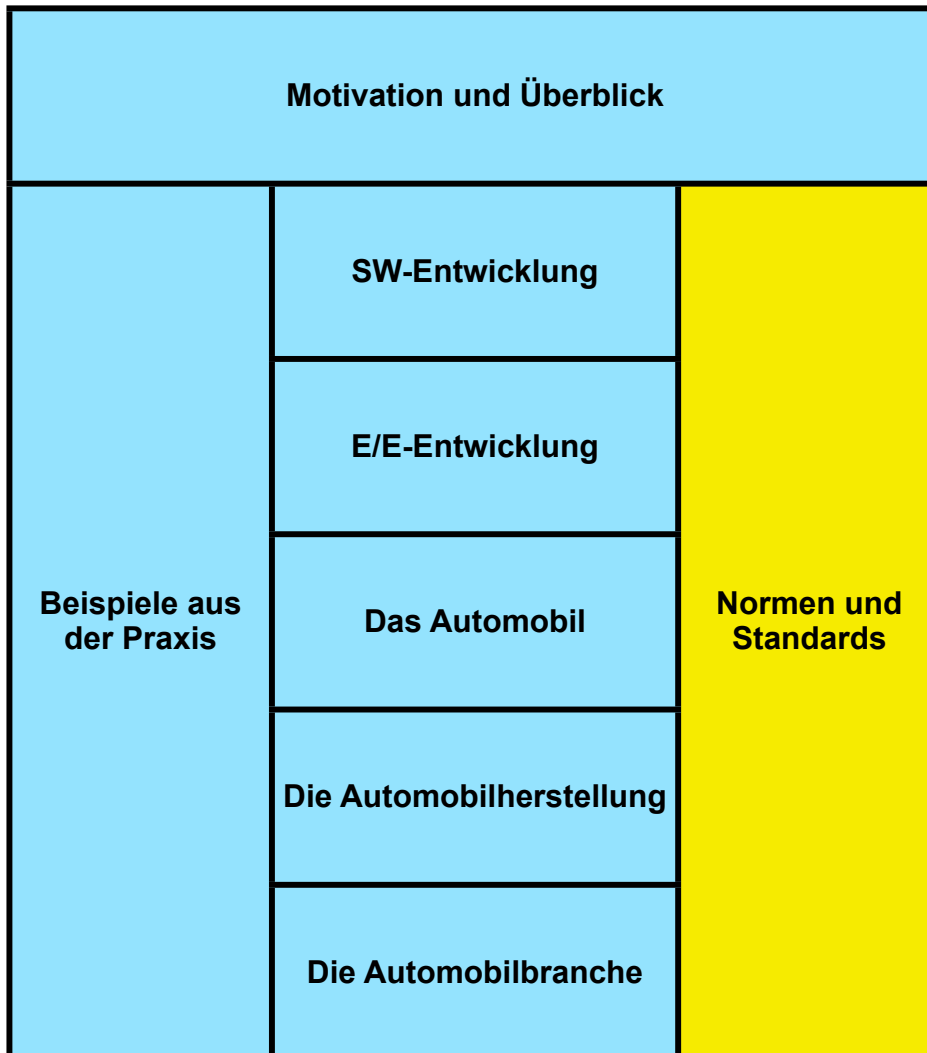 Motivation und Überblick
SW-Entwicklung
E/E-Entwicklung
Beispiele aus
der Praxis
Das Automobil
Normen und
Standards
Die Automobilherstellung
Die Automobilbranche